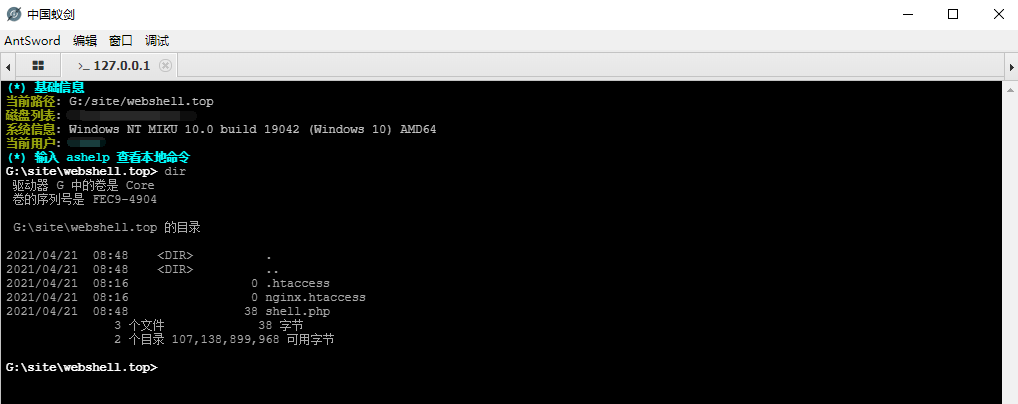 中国蚁剑
AntSword 编辑 窗口 调试
>_ 127.0.0.1
(*) 基础信息
当前路径: G:/site/webshell.top
磁盘列表:
系统信息: Windows NT MIKU 10.0 build 19042 (Windows 10) AMD64
当前用户:
(*) 输入 ashelp 查看本地命令
G:\site\webshell.top> dir
驱动器 G 中的卷是 Core
卷的序列号是 FEC9-4904
G:\site\webshell.top 的目录
2021/04/21  08:48    <DIR>          .
2021/04/21  08:48    <DIR>          ..
2021/04/21  08:16                 0 .htaccess
2021/04/21  08:16                 0 nginx.htaccess
2021/04/21  08:48                38 shell.php
3 个文件             38 字节
2 个目录 107,138,899,968 可用字节
G:\site\webshell.top>